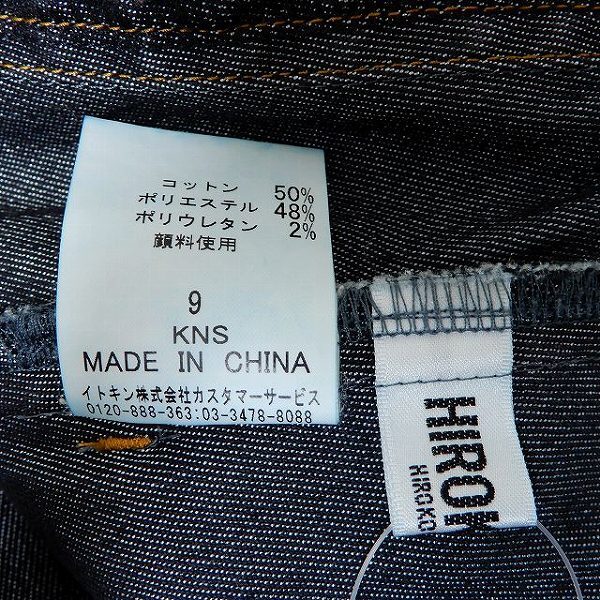 コットン 50%
ポリエステル 48%
ポリウレタン 2%
顔料使用
9
KNS
MADE IN CHINA
イトキン株式会社カスタマーサービス
0120-888-363:03-3478-8088
HIROKO